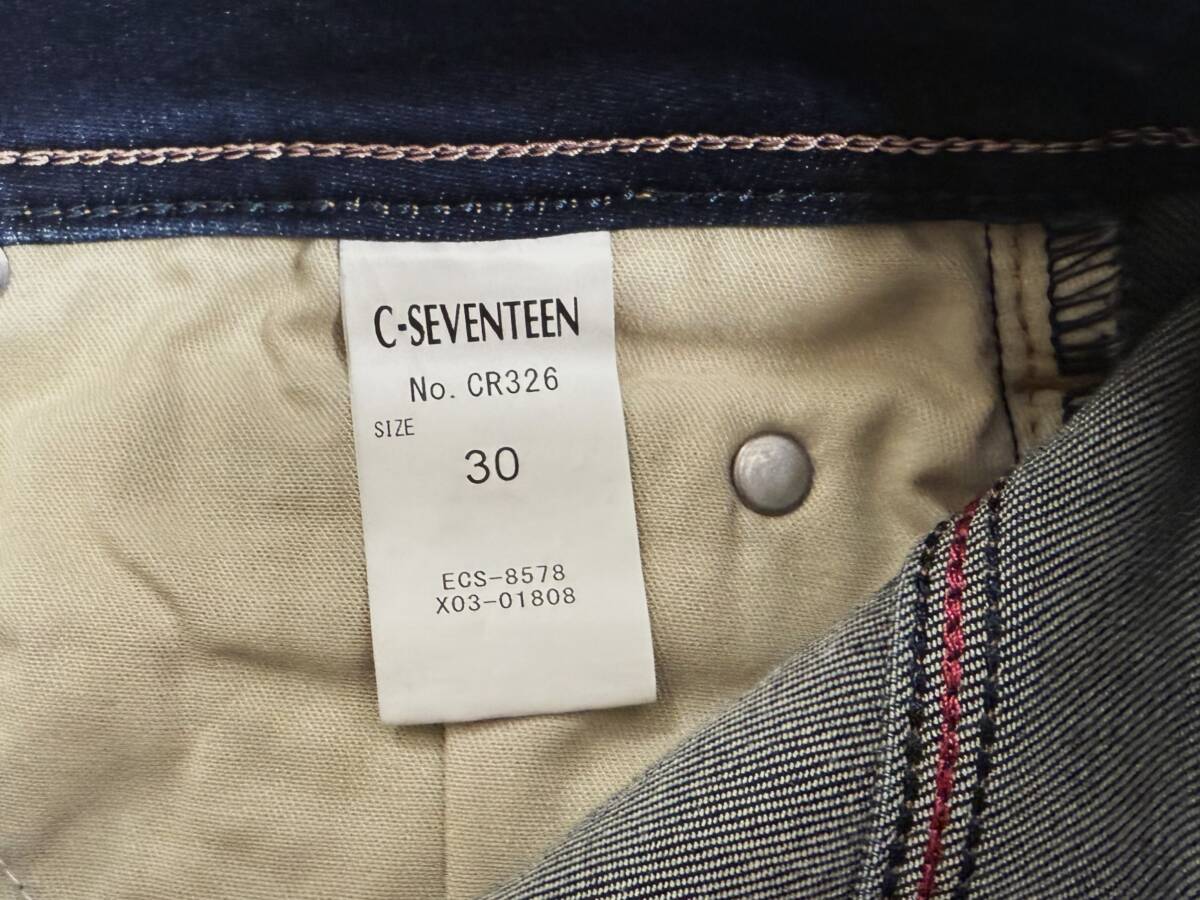 C-SEVENTEEN
No. CR326
SIZE
30
ECS-8578
X03-01808